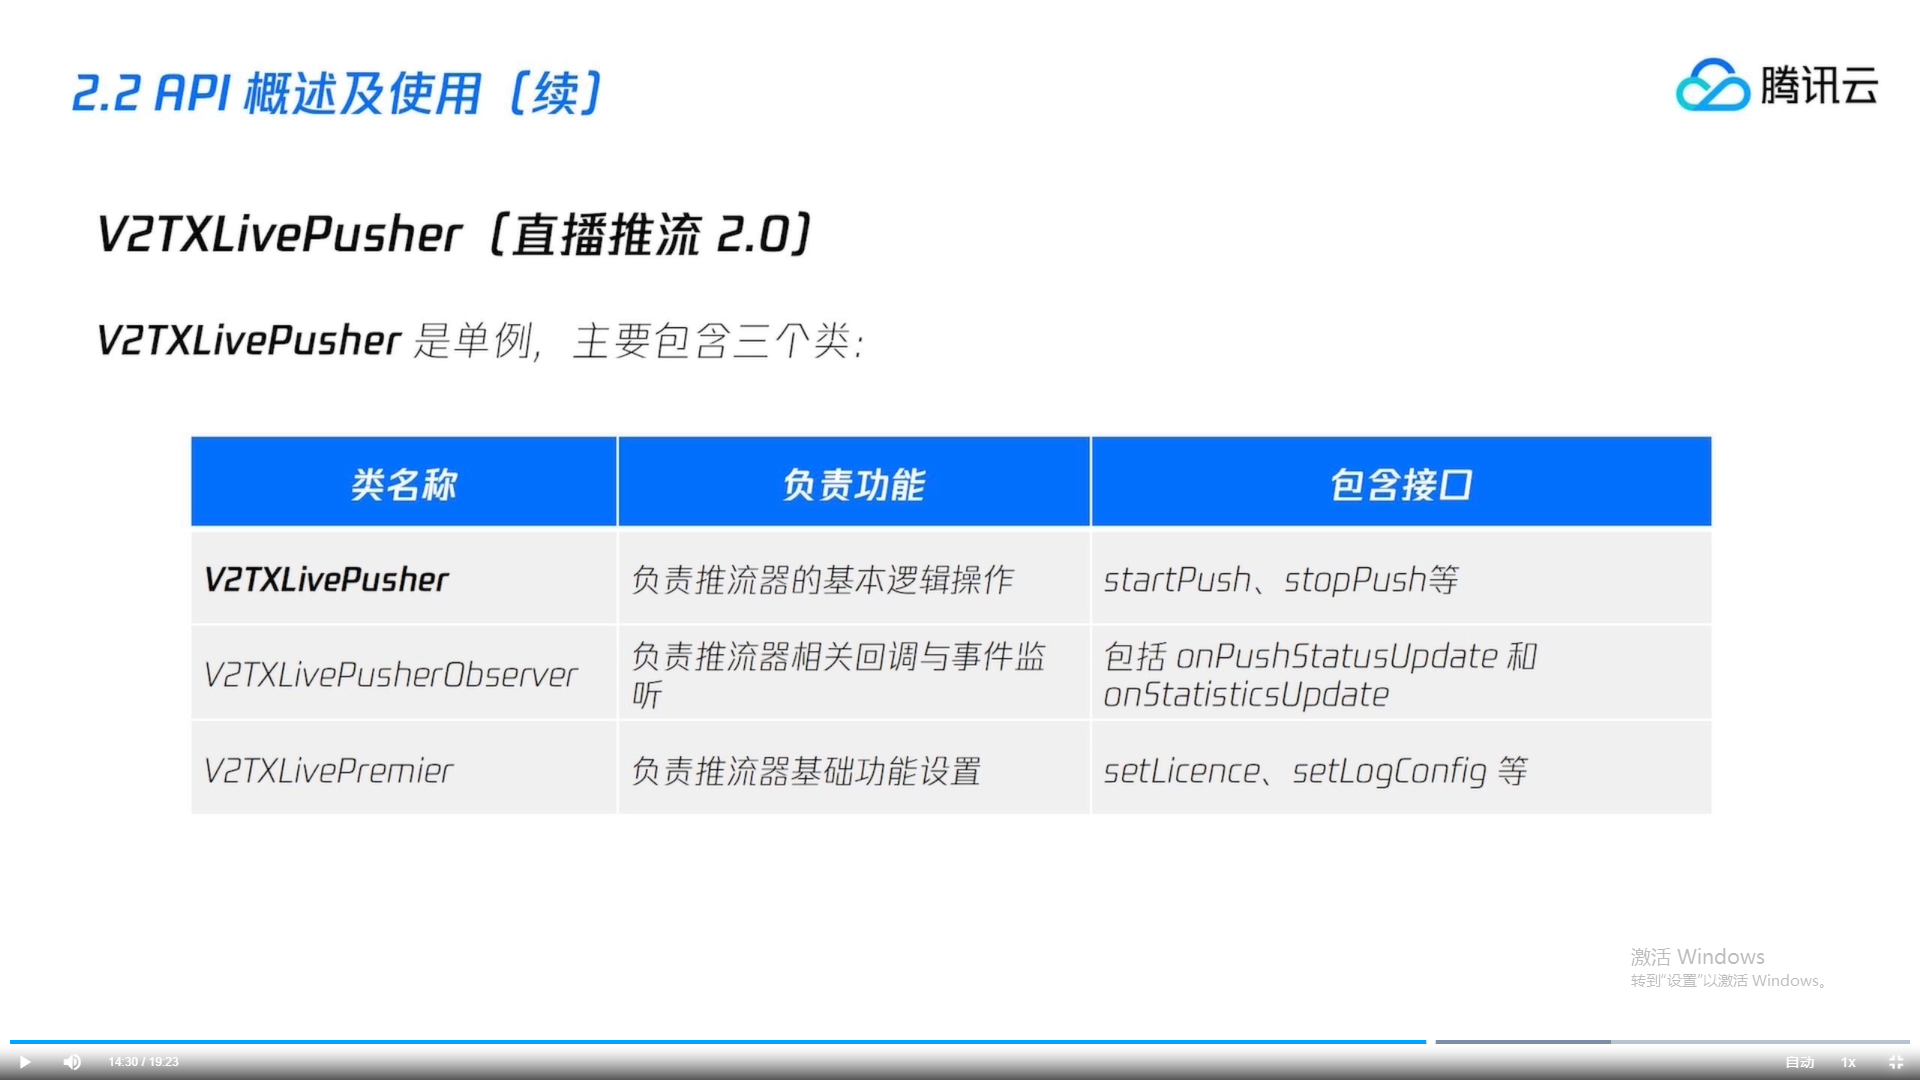 2.2 API 概述及使用（续）
腾讯云
V2TXLivePusher（直播推流 2.0）
V2TXLivePusher 是单例，主要包含三个类：
类名称 负责功能 包含接口
V2TXLivePusher 负责推流器的基本逻辑操作 startPush、stopPush等
V2TXLivePusherObserver 负责推流器相关回调与事件监
听 包括 onPushStatusUpdate 和
onStatisticsUpdate
V2TXLivePremier 负责推流器基础功能设置 setLicence、setLogConfig 等
激活 Windows
转到“设置”以激活 Windows。
14:30 / 19:23 自动 1x